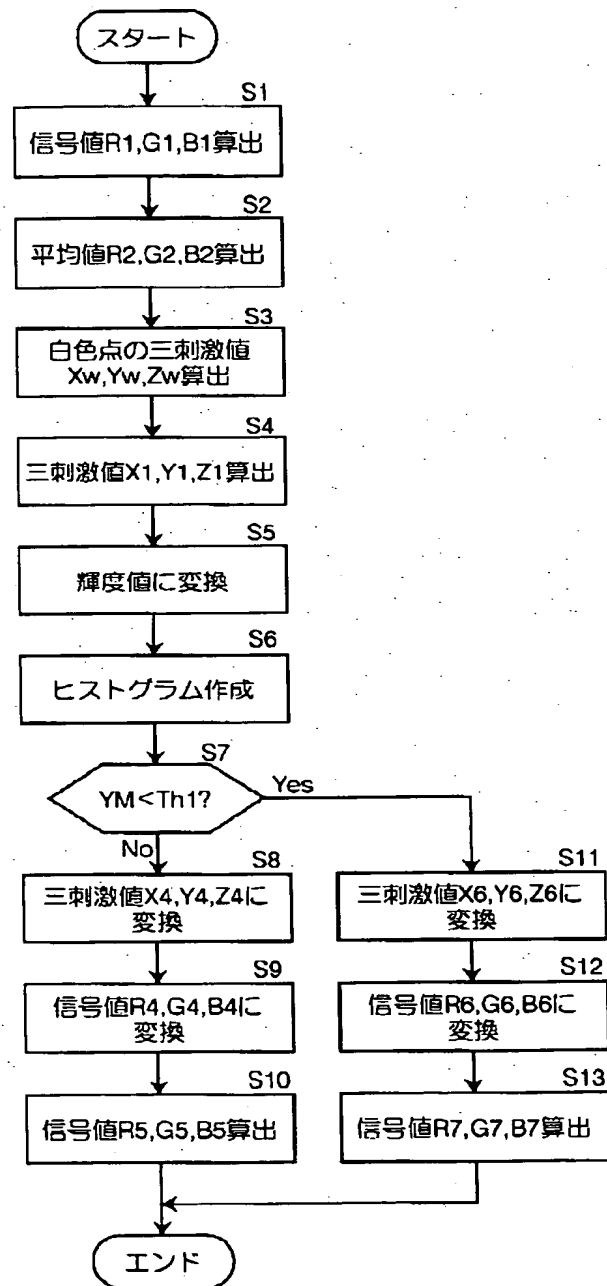 スタート
S1
信号値R1,G1,B1算出
S2
平均値R2,G2,B2算出
S3
白色点の三刺激値
Xw,Yw,Zw算出
S4
三刺激値X1,Y1,Z1算出
S5
輝度値に変換
S6
ヒストグラム作成
S7
YM<Th1?
Yes
No
S8
三刺激値X4,Y4,Z4に
変換
S9
信号値R4,G4,B4に
変換
S10
信号値R5,G5,B5算出
S11
三刺激値X6,Y6,Z6に
変換
S12
信号値R6,G6,B6に
変換
S13
信号値R7,G7,B7算出
エンド